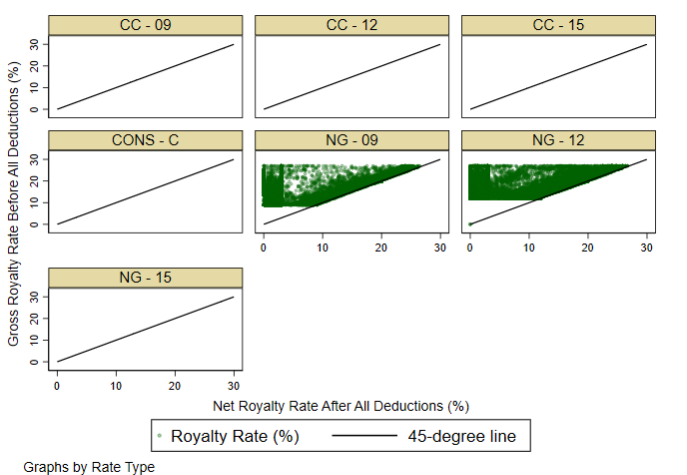 CC - 09 CC - 12 CC - 15
0 10 20 30
CONS - C NG - 09 NG - 12
0 10 20 30
0 10 20 30 0 10 20 30
NG - 15
0 10 20 30
0 10 20 30
Gross Royalty Rate Before All Deductions (%)
Net Royalty Rate After All Deductions (%)
Royalty Rate (%) 45-degree line
Graphs by Rate Type